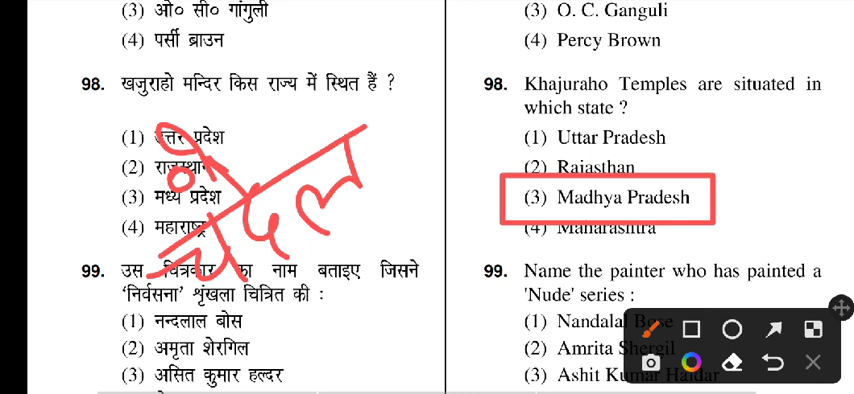 (3) ओ० सी० गांगुली
(4) पर्सी ब्राउन
98. खजुराहो मन्दिर किस राज्य में स्थित हैं ?
(1) उत्तर प्रदेश
(2) राजस्थान
(3) मध्य प्रदेश
(4) महाराष्ट्र
99. उस चित्रकार का नाम बताइए जिसने
'निर्वसना' शृंखला चित्रित की :
(1) नन्दलाल बोस
(2) अमृता शेरगिल
(3) असित कुमार हल्दर
(3) O. C. Ganguli
(4) Percy Brown
98. Khajuraho Temples are situated in
which state ?
(1) Uttar Pradesh
(2) Rajasthan
(3) Madhya Pradesh
(4) Maharashtra
99. Name the painter who has painted a
'Nude' series :
(1) Nandalal Bose
(2) Amrita Shergil
(3) Ashit Kumar Haldar